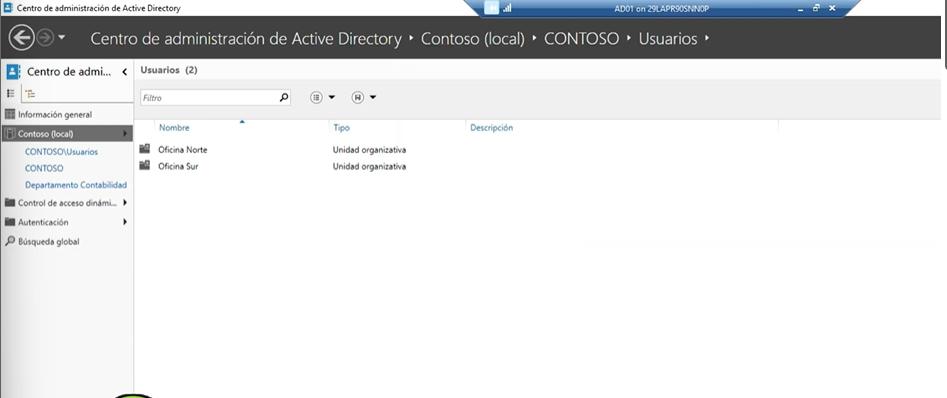 Centro de administración de Active Directory
AD01 on 29LAPR90SNN0P
Centro de administración de Active Directory Contoso (local) CONTOSO Usuarios
Centro de admi...
Usuarios (2)
Filtro
Información general
Contoso (local)
CONTOSO\Usuarios
CONTOSO
Departamento Contabilidad
Control de acceso dinámi...
Autenticación
Búsqueda global
Nombre Tipo Descripción
Oficina Norte Unidad organizativa
Oficina Sur Unidad organizativa